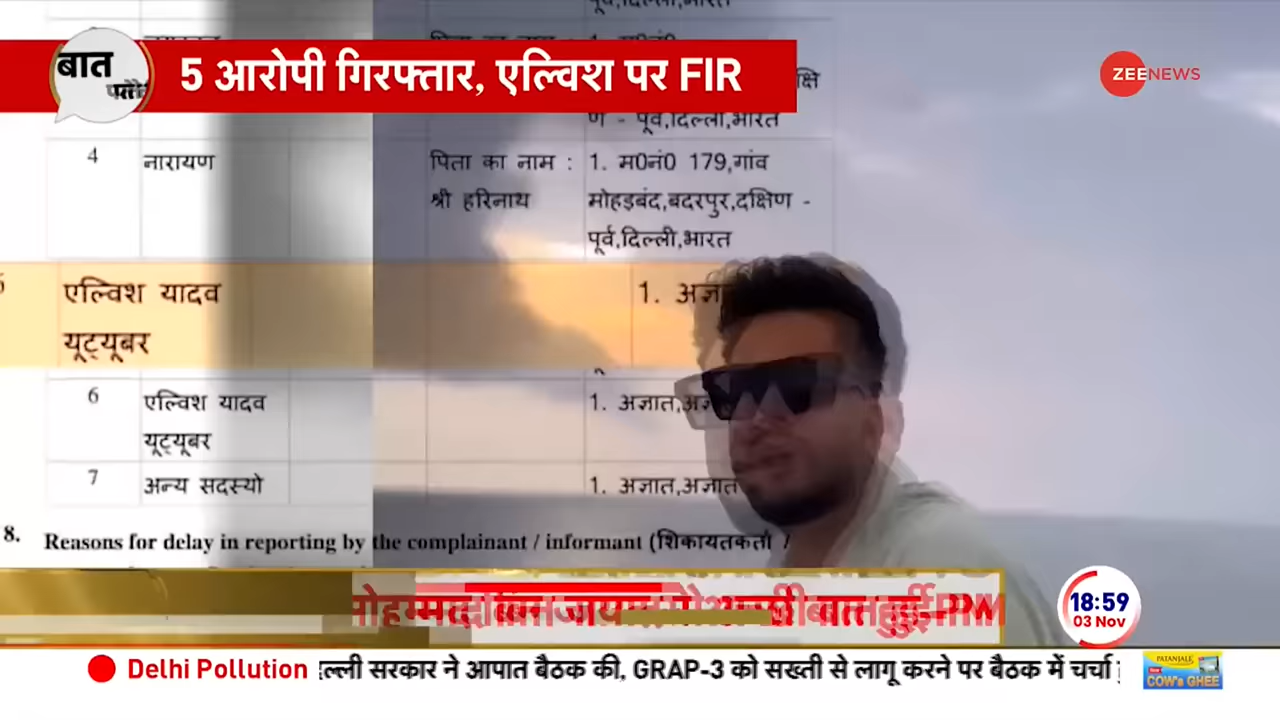 बात
5 आरोपी गिरफ्तार, एल्विश पर FIR
ZEENEWS
ण - पूर्व,दिल्ली,भारत
4 नारायण पिता का नाम : 1. म0नं0 179,गांव
श्री हरिनाथ मोहड़बंद,बदरपुर,दक्षिण -
पूर्व,दिल्ली,भारत
एल्विश यादव 1.
यूट्यूबर
6 एल्विश यादव 1. अज्ञात,
यूट्यूबर
7 अन्य सदस्यो 1. अज्ञात,अज्ञात
8. Reasons for delay in reporting by the complainant / informant (शिकायतकर्ता /
18:59
03 Nov
Delhi Pollution
सरकार ने आपात बैठक की, GRAP-3 को सख्ती से लागू करने पर बैठक में चर्चा
PATANJALI
COW's GHEE